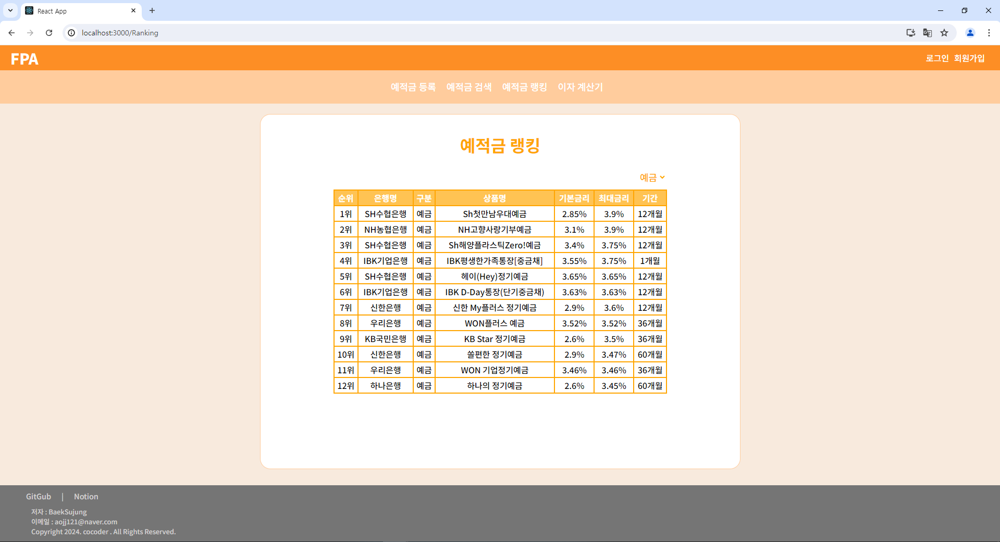 React App
localhost:3000/Ranking
FPA
로그인 회원가입
예적금 등록 예적금 검색 예적금 랭킹 이자 계산기
예적금 랭킹
예금
순위 은행명 구분 상품명 기본금리 최대금리 기간
1위 SH수협은행 예금 Sh첫만남우대예금 2.85% 3.9% 12개월
2위 NH농협은행 예금 NH고향사랑기부예금 3.1% 3.9% 12개월
3위 SH수협은행 예금 Sh해양플라스틱Zero!예금 3.4% 3.75% 12개월
4위 IBK기업은행 예금 IBK평생한가족통장[중금채] 3.55% 3.75% 1개월
5위 SH수협은행 예금 헤이(Hey)정기예금 3.65% 3.65% 12개월
6위 IBK기업은행 예금 IBK D-Day통장(단기중금채) 3.63% 3.63% 12개월
7위 신한은행 예금 신한 My플러스 정기예금 2.9% 3.6% 12개월
8위 우리은행 예금 WON플러스 예금 3.52% 3.52% 36개월
9위 KB국민은행 예금 KB Star 정기예금 2.6% 3.5% 36개월
10위 신한은행 예금 쏠편한 정기예금 2.9% 3.47% 60개월
11위 우리은행 예금 WON 기업정기예금 3.46% 3.46% 36개월
12위 하나은행 예금 하나의 정기예금 2.6% 3.45% 60개월
GitGub | Notion
저자 : BaekSujung
이메일 : aojj121@naver.com
Copyright 2024. cocoder . All Rights Reserved.